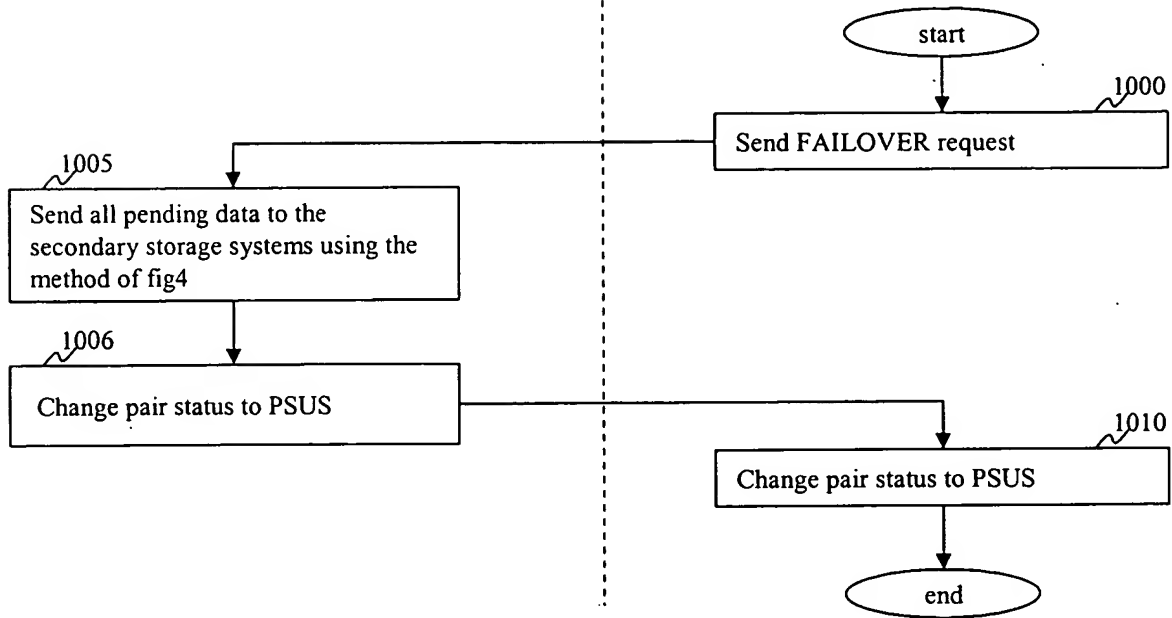 start
1000
Send FAILOVER request
1005
Send all pending data to the
secondary storage systems using the
method of fig4
1006
Change pair status to PSUS
1010
Change pair status to PSUS
end